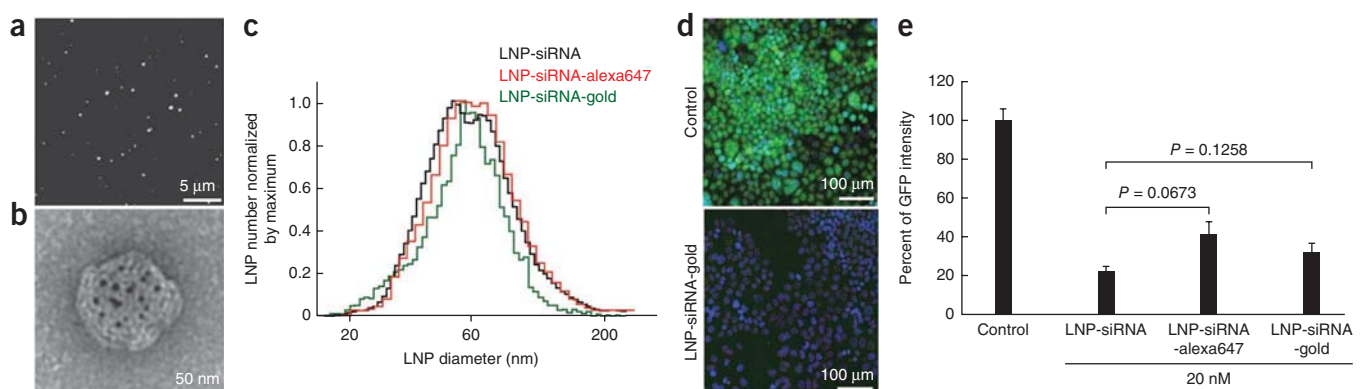 a
5 μm
b
50 nm
c
LNP-siRNA
LNP-siRNA-alexa647
LNP-siRNA-gold
LNP number normalized
by maximum
1.0
0.8
0.6
0.4
0.2
0
20
60
200
LNP diameter (nm)
d
Control
100 μm
LNP-siRNA-gold
100 μm
e
Percent of GFP intensity
120
100
80
60
40
20
0
P = 0.1258
P = 0.0673
Control
LNP-siRNA
LNP-siRNA
-alexa647
LNP-siRNA
-gold
20 nM